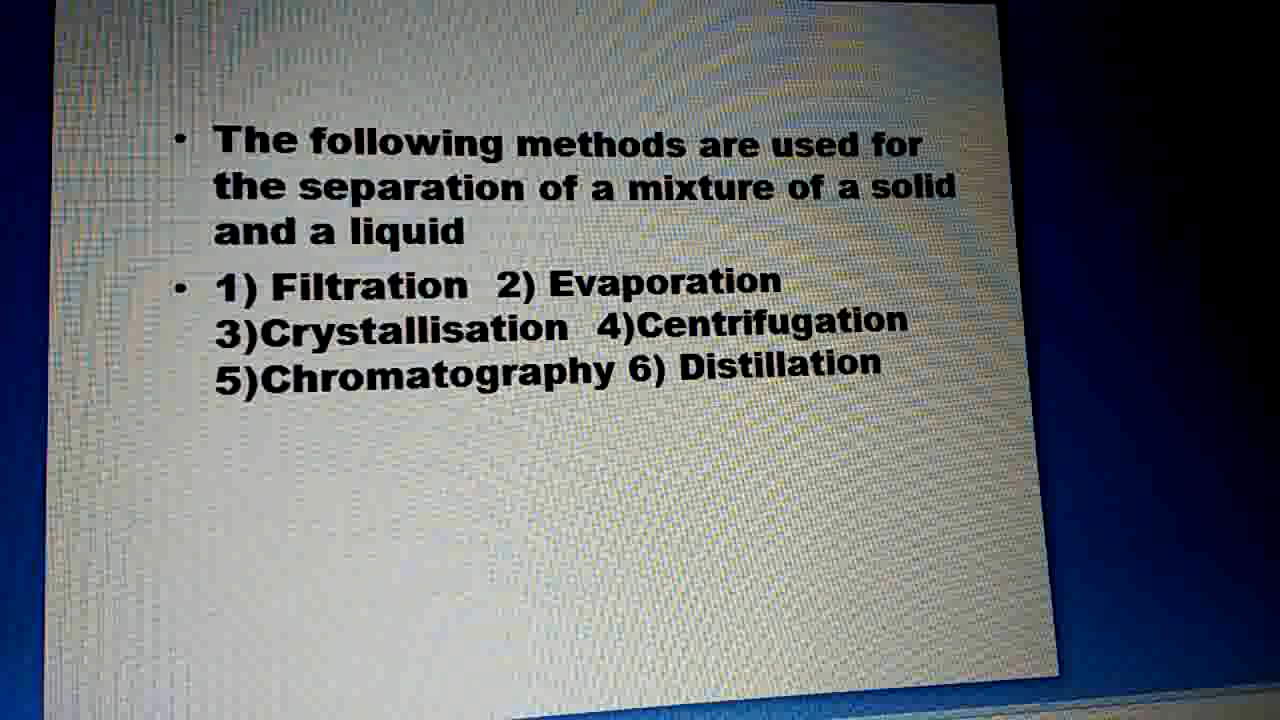 • The following methods are used for
the separation of a mixture of a solid
and a liquid
• 1) Filtration 2) Evaporation
3)Crystallisation 4)Centrifugation
5)Chromatography 6) Distillation